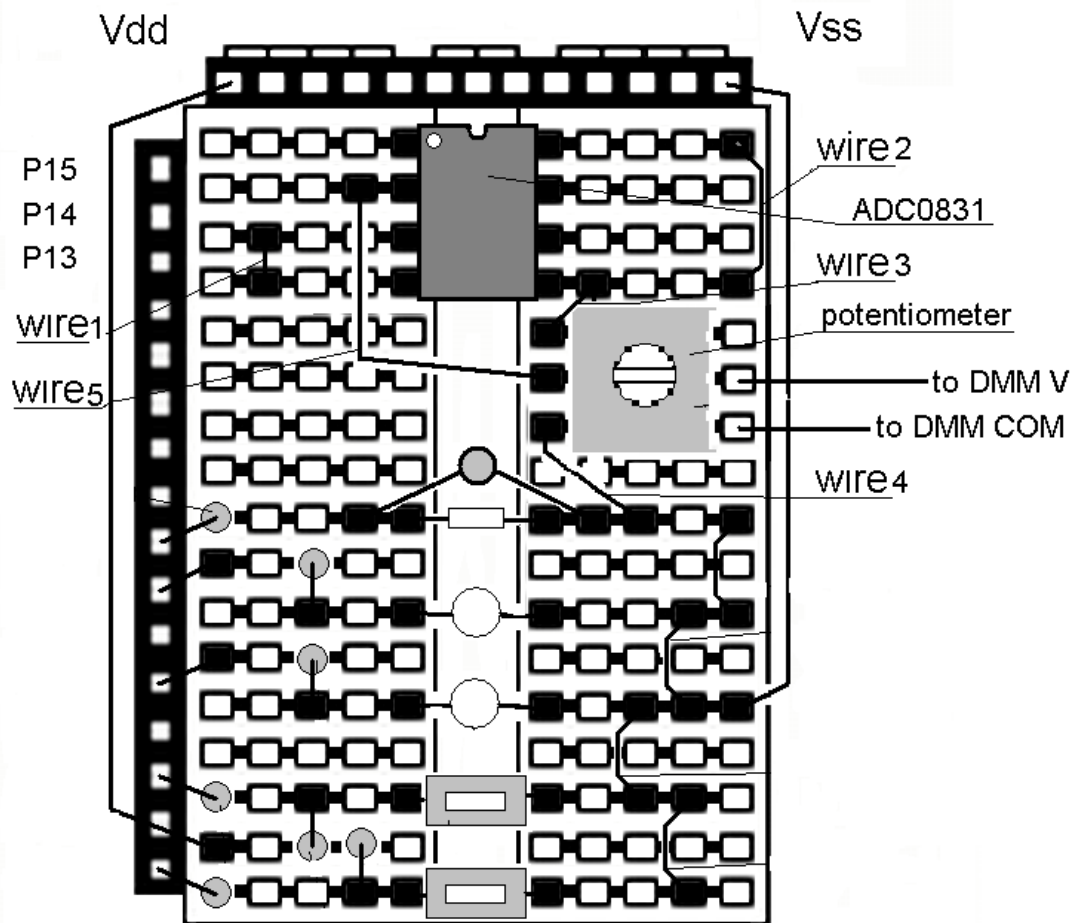 Vdd
Vss
P15
P14
P13
wire2
ADC0831
wire3
wire1
potentiometer
wire5
to DMM V
to DMM COM
wire4